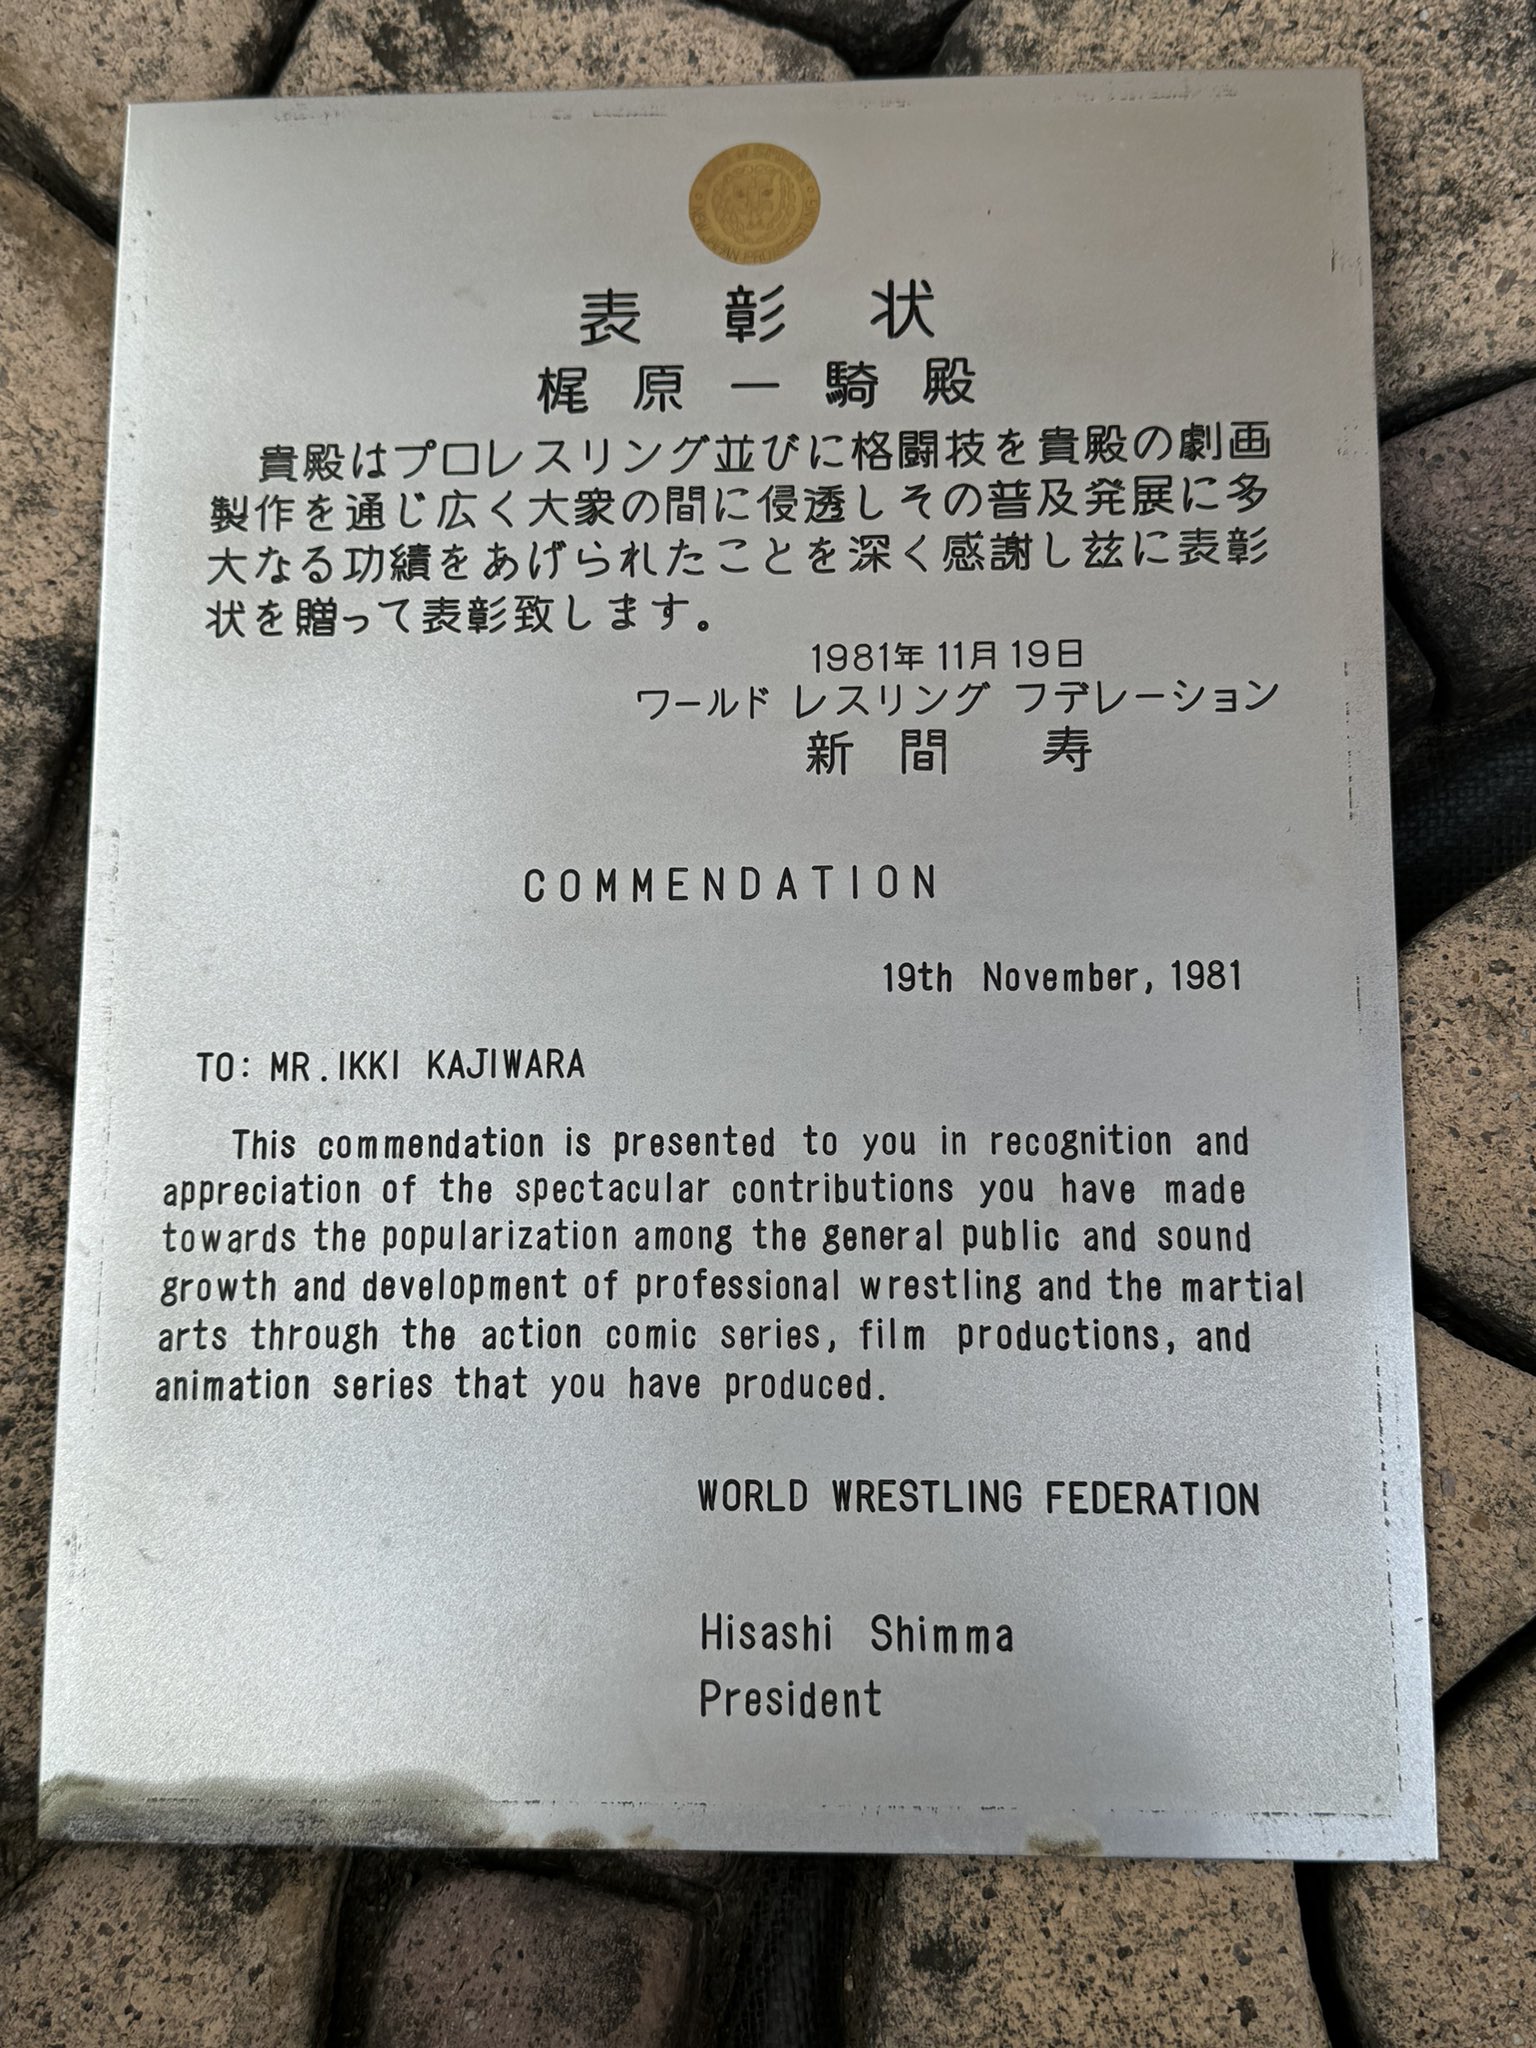 表彰状
梶原一騎殿
貴殿はプロレスリング並びに格闘技を貴殿の劇画
製作を通じ広く大衆の間に侵透しその普及発展に多
大なる功績をあげられたことを深く感謝し玆に表彰
状を贈って表彰致します。
1981年11月19日
ワールド レスリング フデレーション
新間 寿
COMMENDATION
19th November, 1981
TO: MR. IKKI KAJIWARA
This commendation is presented to you in recognition and
appreciation of the spectacular contributions you have made
towards the popularization among the general public and sound
growth and development of professional wrestling and the martial
arts through the action comic series, film productions, and
animation series that you have produced.
WORLD WRESTLING FEDERATION
Hisashi Shimma
President